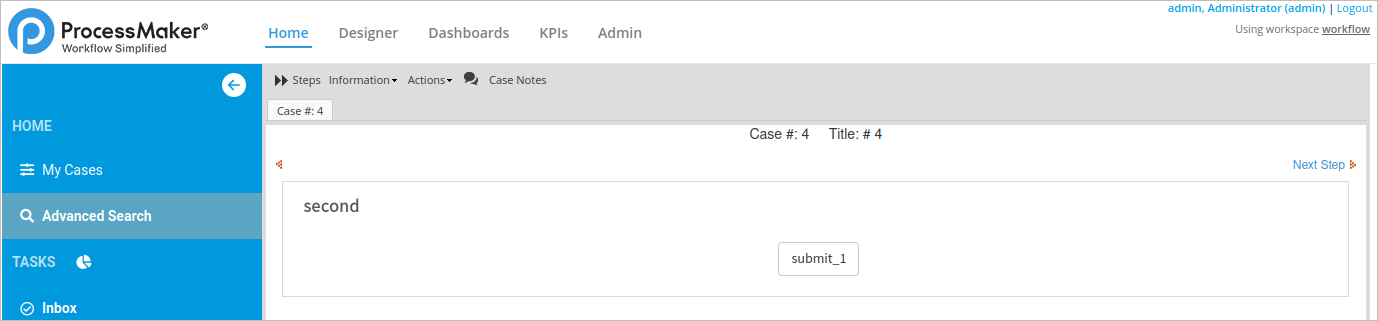 admin, Administrator (admin) | Logout
Using workspace workflow
ProcessMaker®
Workflow Simplified
Home Designer Dashboards KPIs Admin
Steps Information Actions Case Notes
Case #: 4
Case #: 4 Title: # 4
Next Step
second
submit_1
HOME
My Cases
Advanced Search
TASKS
Inbox